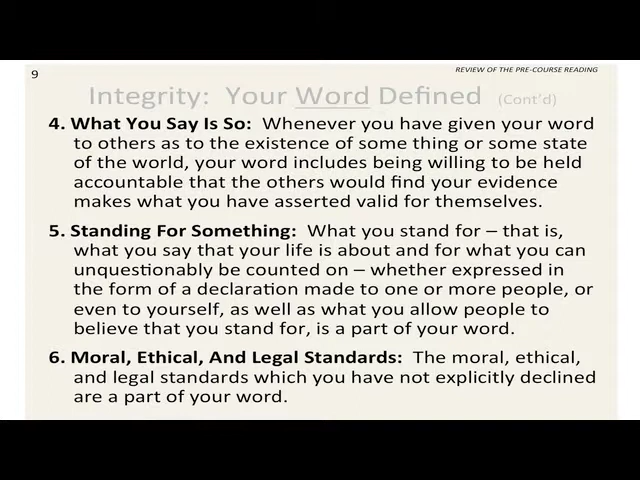 9
REVIEW OF THE PRE-COURSE READING
Integrity: Your Word Defined (Cont'd)
4. What You Say Is So: Whenever you have given your word
to others as to the existence of some thing or some state
of the world, your word includes being willing to be held
accountable that the others would find your evidence
makes what you have asserted valid for themselves.
5. Standing For Something: What you stand for – that is,
what you say that your life is about and for what you can
unquestionably be counted on – whether expressed in
the form of a declaration made to one or more people, or
even to yourself, as well as what you allow people to
believe that you stand for, is a part of your word.
6. Moral, Ethical, And Legal Standards: The moral, ethical,
and legal standards which you have not explicitly declined
are a part of your word.